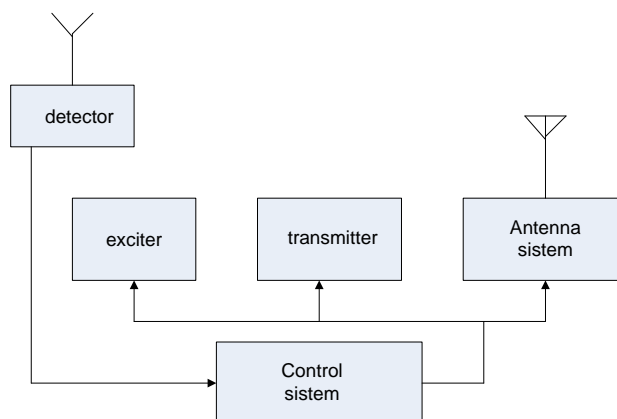 detector
exciter
transmitter
Antenna
sistem
Control
sistem